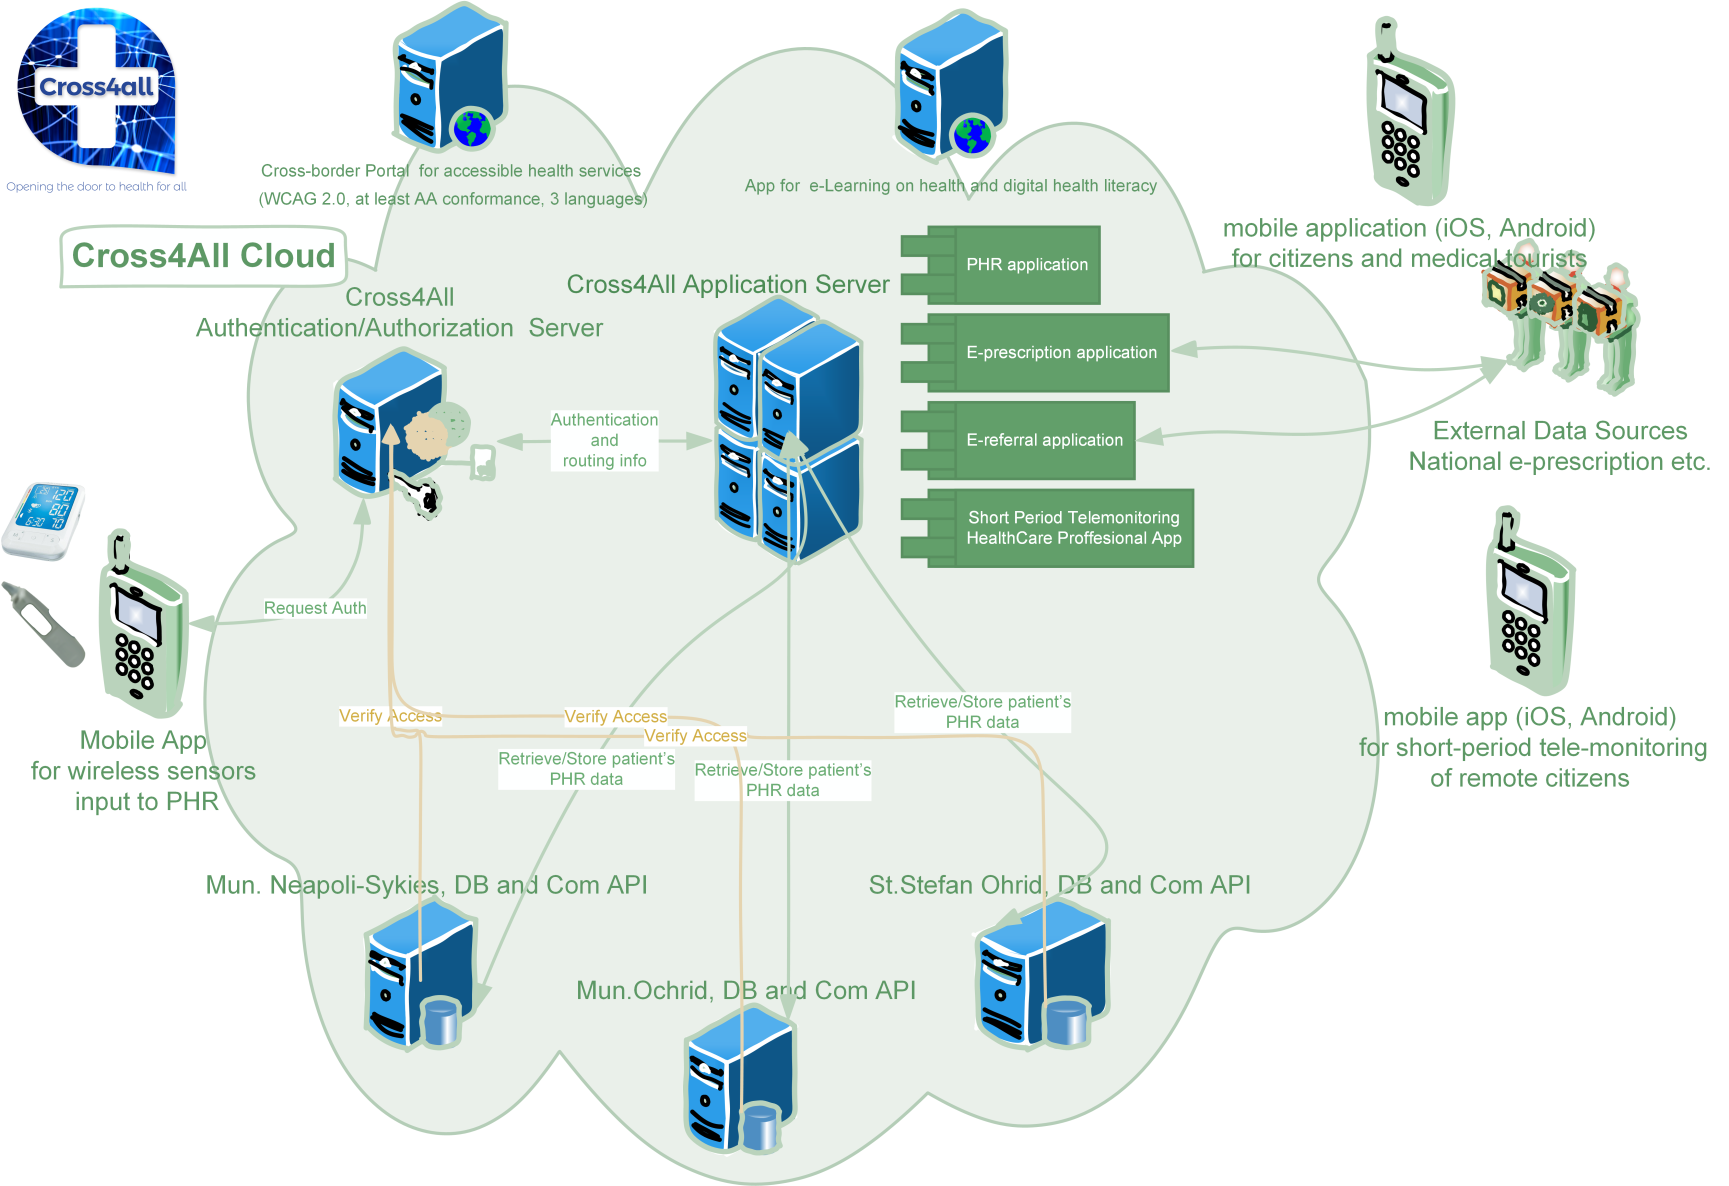 Cross4all
Opening the door to health for all
Cross-border Portal for accessible health services
(WCAG 2.0, at least AA conformance, 3 languages)
App for e-Learning on health and digital health literacy
mobile application (iOS, Android)
for citizens and medical tourists
Cross4All Cloud
Cross4All
Authentication/Authorization Server
Cross4All Application Server
PHR application
E-prescription application
E-referral application
Short Period Telemonitoring
HealthCare Proffesional App
External Data Sources
National e-prescription etc.
Authentication
and
routing info
120
80
6:30 70
Request Auth
Mobile App
for wireless sensors
input to PHR
mobile app (iOS, Android)
for short-period tele-monitoring
of remote citizens
Verify Access
Verify Access
Verify Access
Retrieve/Store patient's
PHR data
Retrieve/Store patient's
PHR data
Retrieve/Store patient's
PHR data
Mun. Neapoli-Sykies, DB and Com API
Mun.Ochrid, DB and Com API
St.Stefan Ohrid, DB and Com API